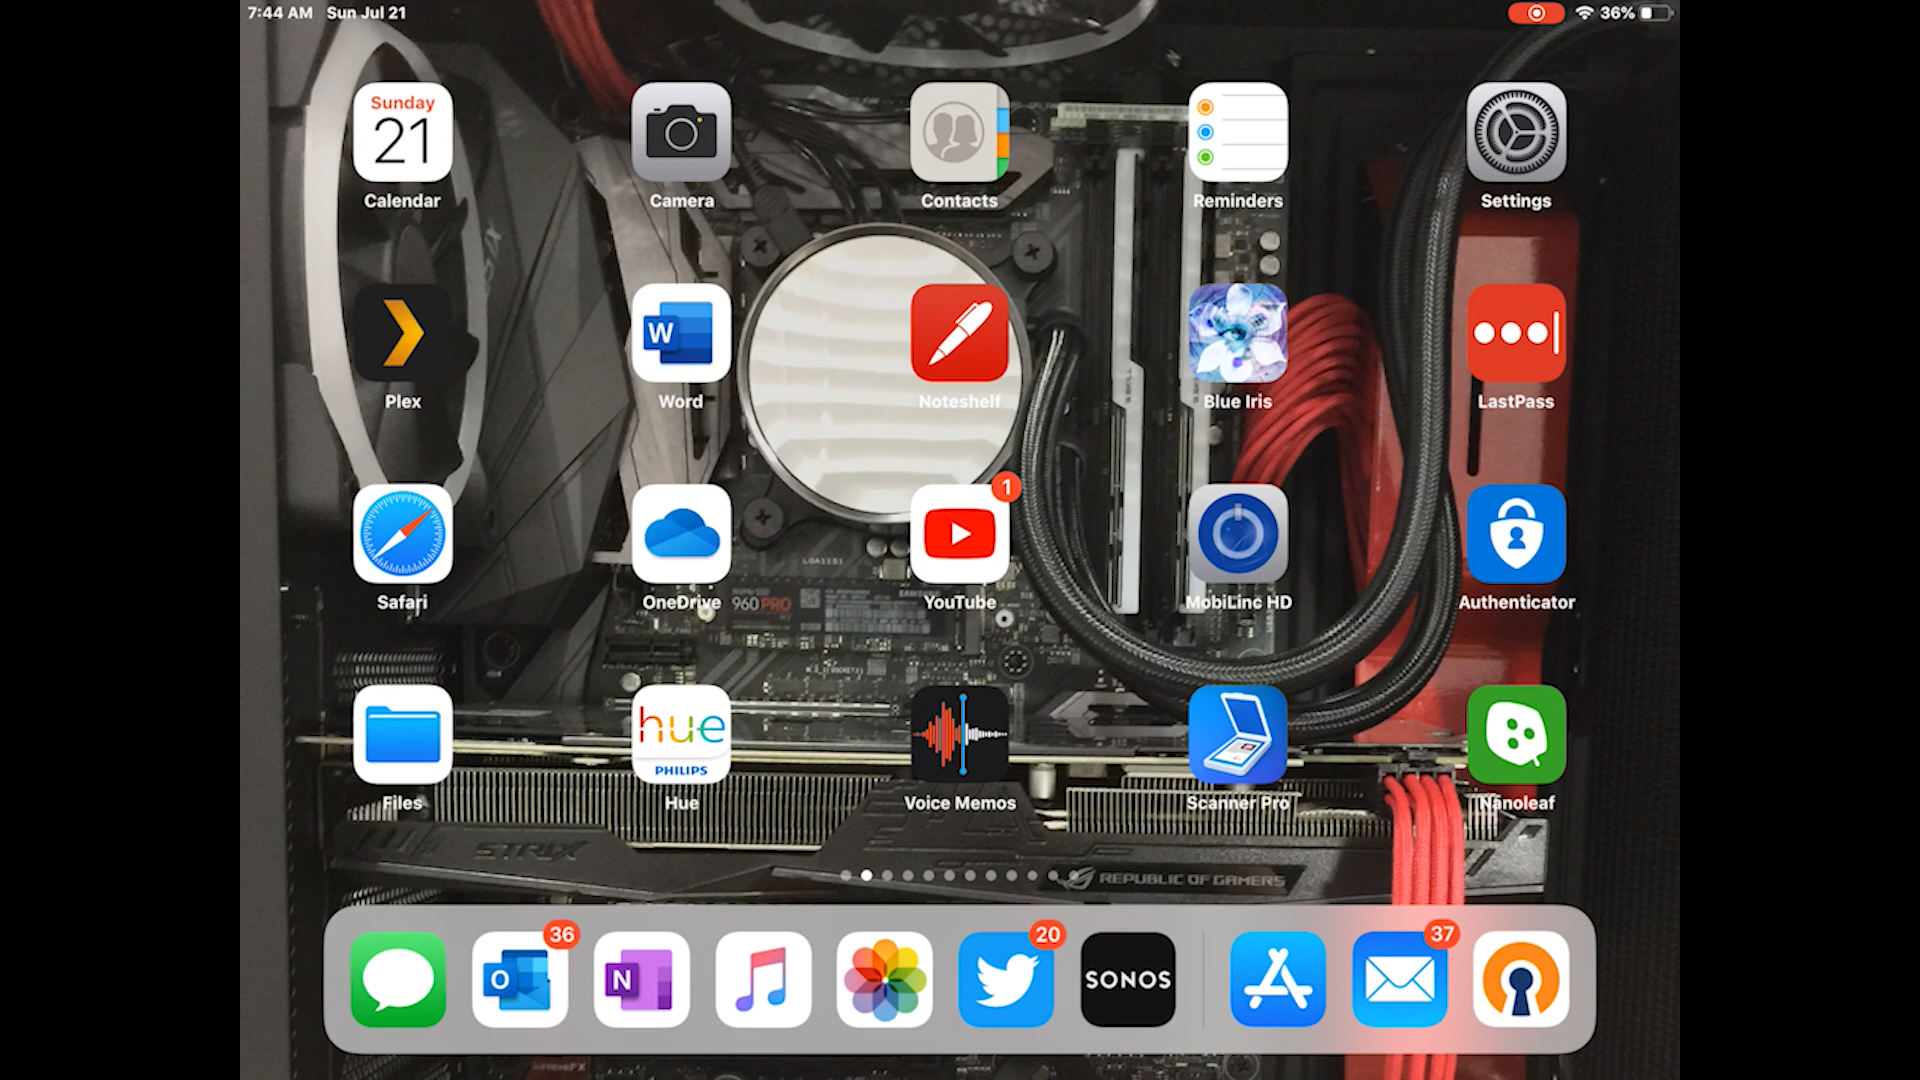 7:44 AM Sun Jul 21
36%
Sunday
21
Calendar
Camera
Contacts
Reminders
Settings
W
Plex
Word
Noteshelf
Blue Iris
LastPass
1
LGA1151
960 PRO
Safari
OneDrive
YouTube
MobiLinc HD
Authenticator
hue
PHILIPS
Files
Hue
Voice Memos
Scanner Pro
Nanoleaf
STRIX
REPUBLIC OF GAMERS
36
20
37
O
N
SONOS